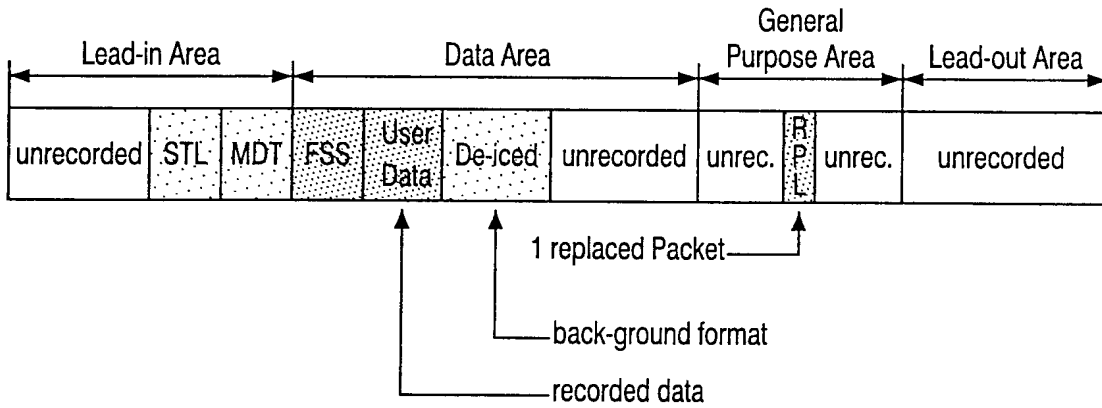 General
Lead-in Area
Data Area
Purpose Area
Lead-out Area
unrecorded
STL
MDT
FSS
User
Data
De-iced
unrecorded
unrec.
R
P
L
unrec.
unrecorded
1 replaced Packet
back-ground format
recorded data